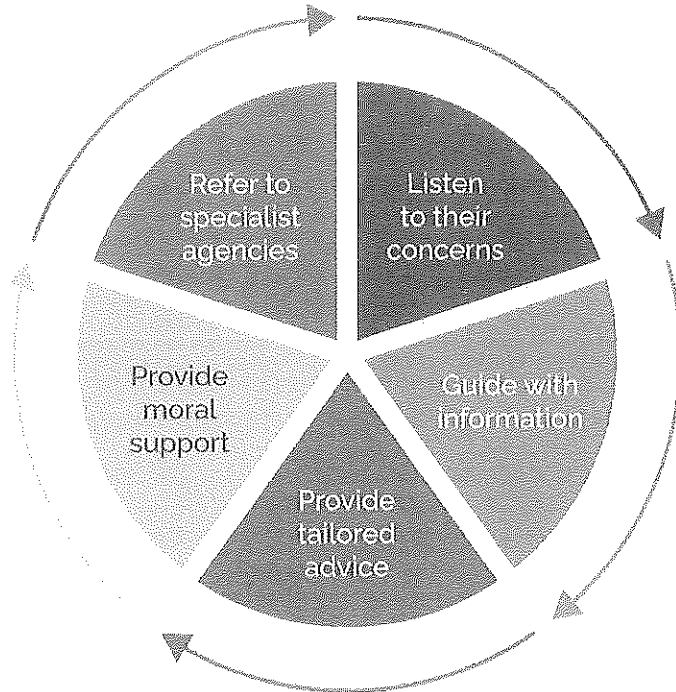 Listen
to their
concerns
Guide with
information
Provide
tailored
advice
Provide
moral
support
Refer to
specialist
agencies